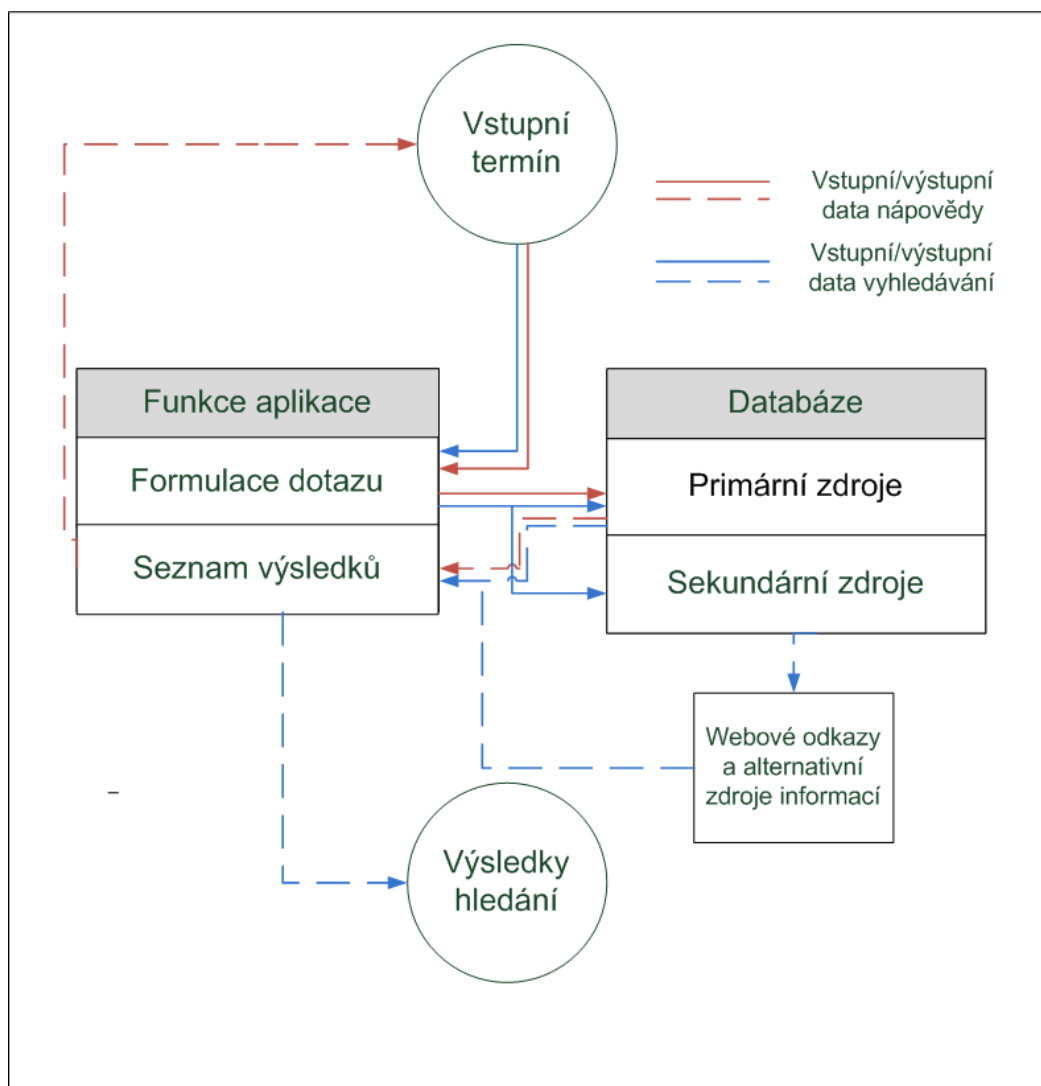 Vstupní
termín
Vstupní/výstupní
data nápovědy
Vstupní/výstupní
data vyhledávání
Funkce aplikace
Formulace dotazu
Seznam výsledků
Databáze
Primární zdroje
Sekundární zdroje
Webové odkazy
a alternativní
zdroje informací
Výsledky
hledání